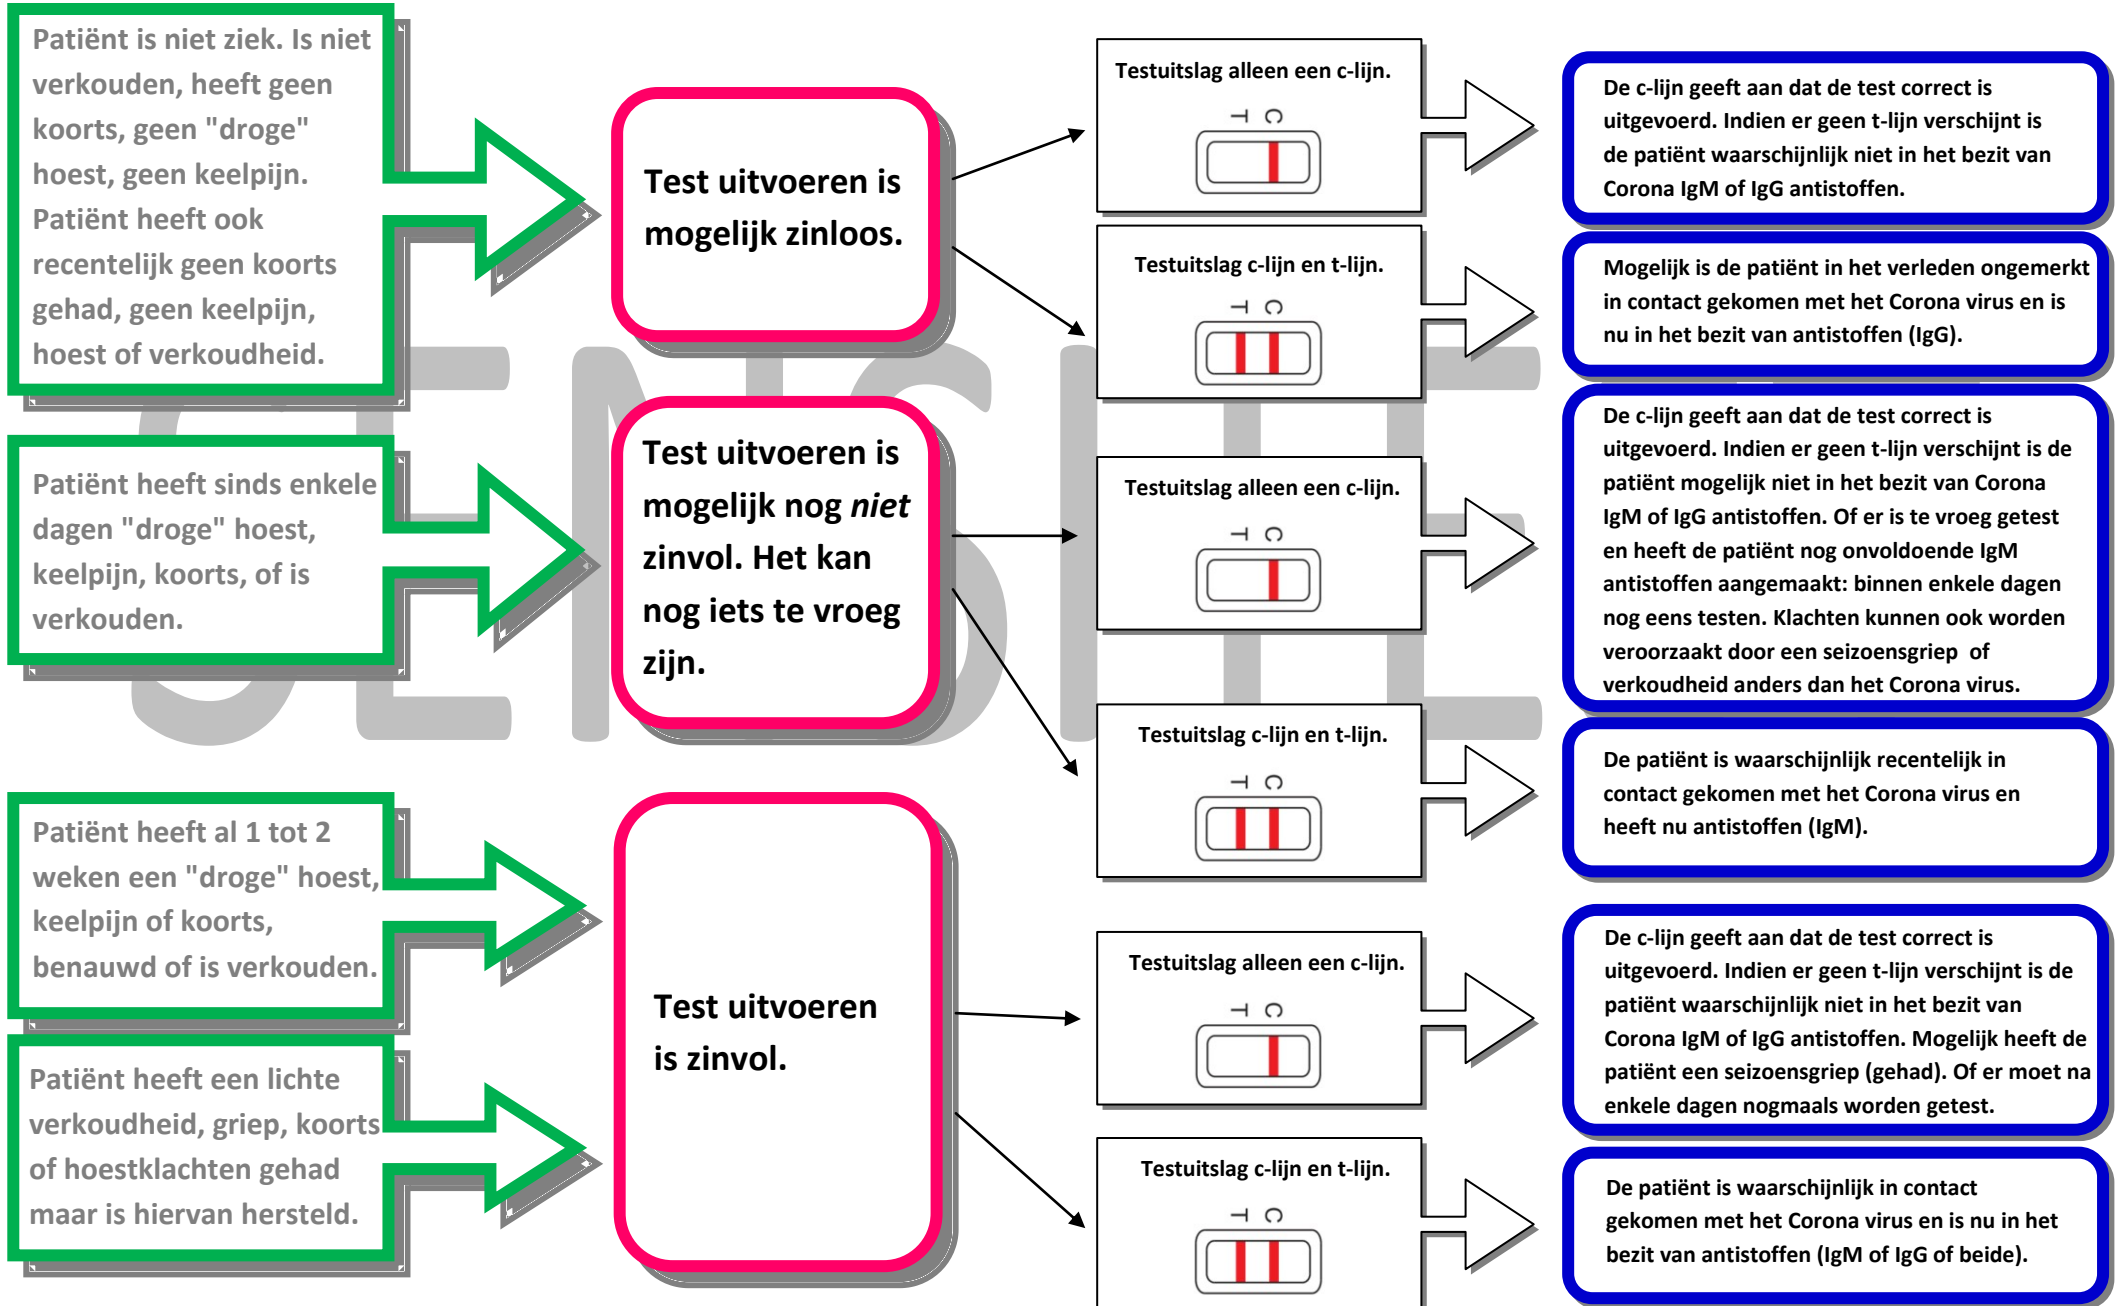 Patiënt is niet ziek. Is niet
verkouden, heeft geen
koorts, geen "droge"
hoest, geen keelpijn.
Patiënt heeft ook
recentelijk geen koorts
gehad, geen keelpijn,
hoest of verkoudheid.
Test uitvoeren is
mogelijk zinloos.
Testuitslag alleen een c-lijn.
T C
De c-lijn geeft aan dat de test correct is
uitgevoerd. Indien er geen t-lijn verschijnt is
de patiënt waarschijnlijk niet in het bezit van
Corona IgM of IgG antistoffen.
Testuitslag c-lijn en t-lijn.
T C
Mogelijk is de patiënt in het verleden ongemerkt
in contact gekomen met het Corona virus en is
nu in het bezit van antistoffen (IgG).
Patiënt heeft sinds enkele
dagen "droge" hoest,
keelpijn, koorts, of is
verkouden.
Test uitvoeren is
mogelijk nog niet
zinvol. Het kan
nog iets te vroeg
zijn.
Testuitslag alleen een c-lijn.
T C
De c-lijn geeft aan dat de test correct is
uitgevoerd. Indien er geen t-lijn verschijnt is de
patiënt mogelijk niet in het bezit van Corona
IgM of IgG antistoffen. Of er is te vroeg getest
en heeft de patiënt nog onvoldoende IgM
antistoffen aangemaakt: binnen enkele dagen
nog eens testen. Klachten kunnen ook worden
veroorzaakt door een seizoensgriep of
verkoudheid anders dan het Corona virus.
Testuitslag c-lijn en t-lijn.
T C
De patiënt is waarschijnlijk recentelijk in
contact gekomen met het Corona virus en
heeft nu antistoffen (IgM).
Patiënt heeft al 1 tot 2
weken een "droge" hoest,
keelpijn of koorts,
benauwd of is verkouden.
Patiënt heeft een lichte
verkoudheid, griep, koorts
of hoestklachten gehad
maar is hiervan hersteld.
Test uitvoeren
is zinvol.
Testuitslag alleen een c-lijn.
T C
De c-lijn geeft aan dat de test correct is
uitgevoerd. Indien er geen t-lijn verschijnt is de
patiënt waarschijnlijk niet in het bezit van
Corona IgM of IgG antistoffen. Mogelijk heeft de
patiënt een seizoensgriep (gehad). Of er moet na
enkele dagen nogmaals worden getest.
Testuitslag c-lijn en t-lijn.
T C
De patiënt is waarschijnlijk in contact
gekomen met het Corona virus en is nu in het
bezit van antistoffen (IgM of IgG of beide).